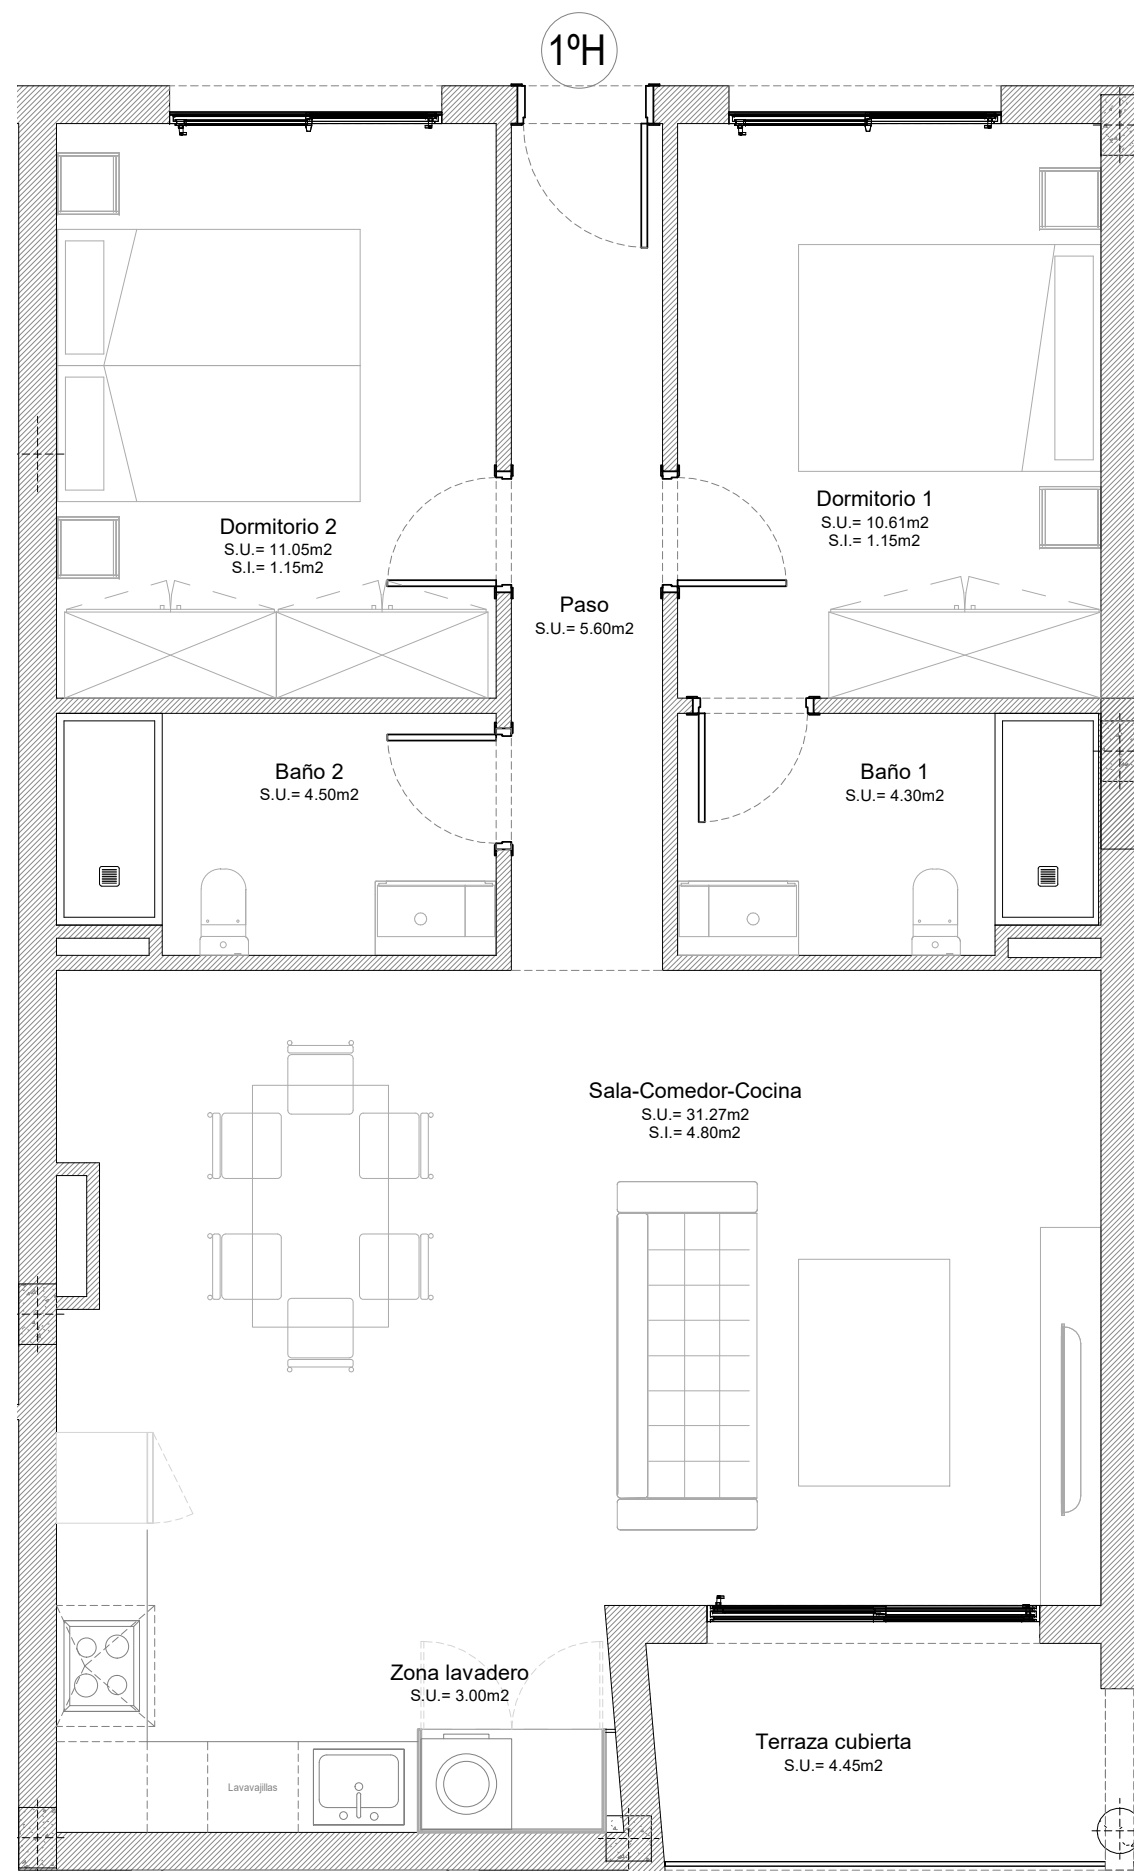 1ºH
Dormitorio 2
S.U.= 11.05m2
S.I.= 1.15m2
Dormitorio 1
S.U.= 10.61m2
S.I.= 1.15m2
Paso
S.U.= 5.60m2
Baño 2
S.U.= 4.50m2
Baño 1
S.U.= 4.30m2
Sala-Comedor-Cocina
S.U.= 31.27m2
S.I.= 4.80m2
Zona lavadero
S.U.= 3.00m2
Terraza cubierta
S.U.= 4.45m2
Lavavajillas